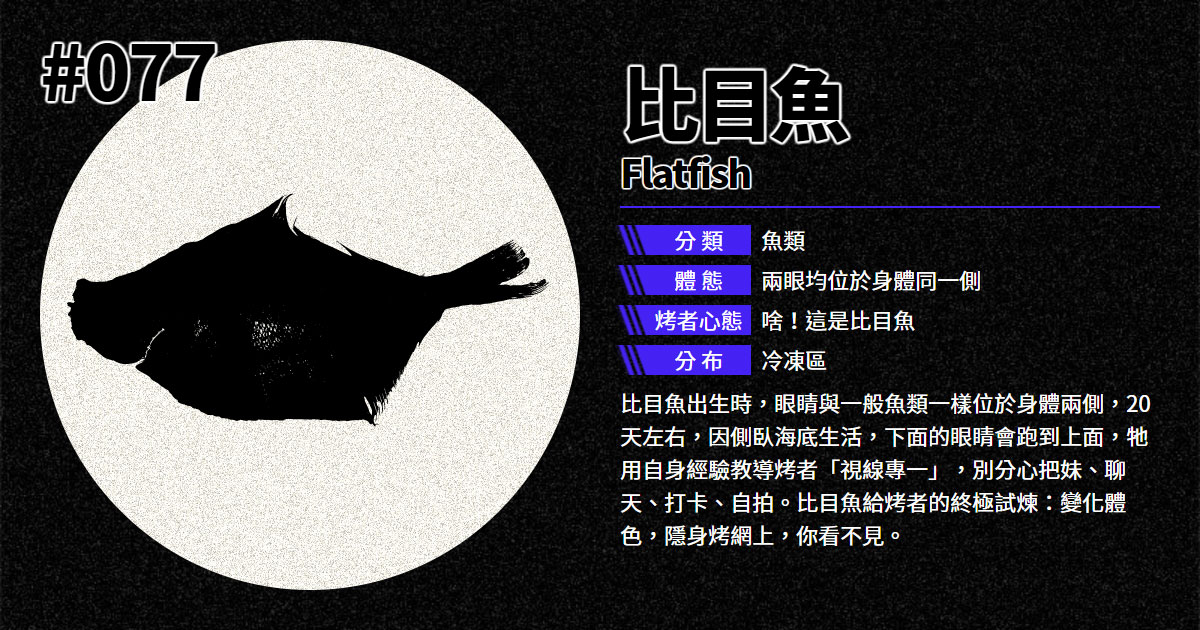 #077
比目魚
Flatfish
分類 魚類
體態 兩眼均位於身體同一側
烤者心態 啥！這是比目魚
分布 冷凍區
比目魚出生時，眼睛與一般魚類一樣位於身體兩側，20
天左右，因側臥海底生活，下面的眼睛會跑到上面，牠
用自身經驗教導烤者「視線專一」，別分心把妹、聊
天、打卡、自拍。比目魚給烤者的終極試煉：變化體
色，隱身烤網上，你看不見。